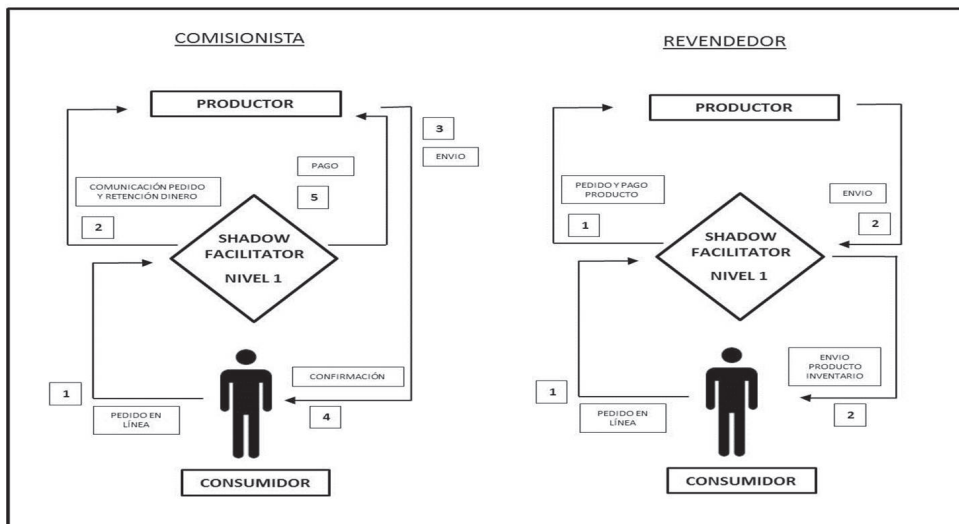 COMISIONISTA
PRODUCTOR
3
ENVIO
PAGO
5
COMUNICACIÓN PEDIDO
Y RETENCIÓN DINERO
2
SHADOW
FACILITATOR
NIVEL 1
1
PEDIDO EN
LÍNEA
CONFIRMACIÓN
4
CONSUMIDOR
REVENDEDOR
PRODUCTOR
PEDIDO Y PAGO
PRODUCTO
1
ENVIO
2
SHADOW
FACILITATOR
NIVEL 1
ENVIO
PRODUCTO
INVENTARIO
2
1
PEDIDO EN
LÍNEA
CONSUMIDOR